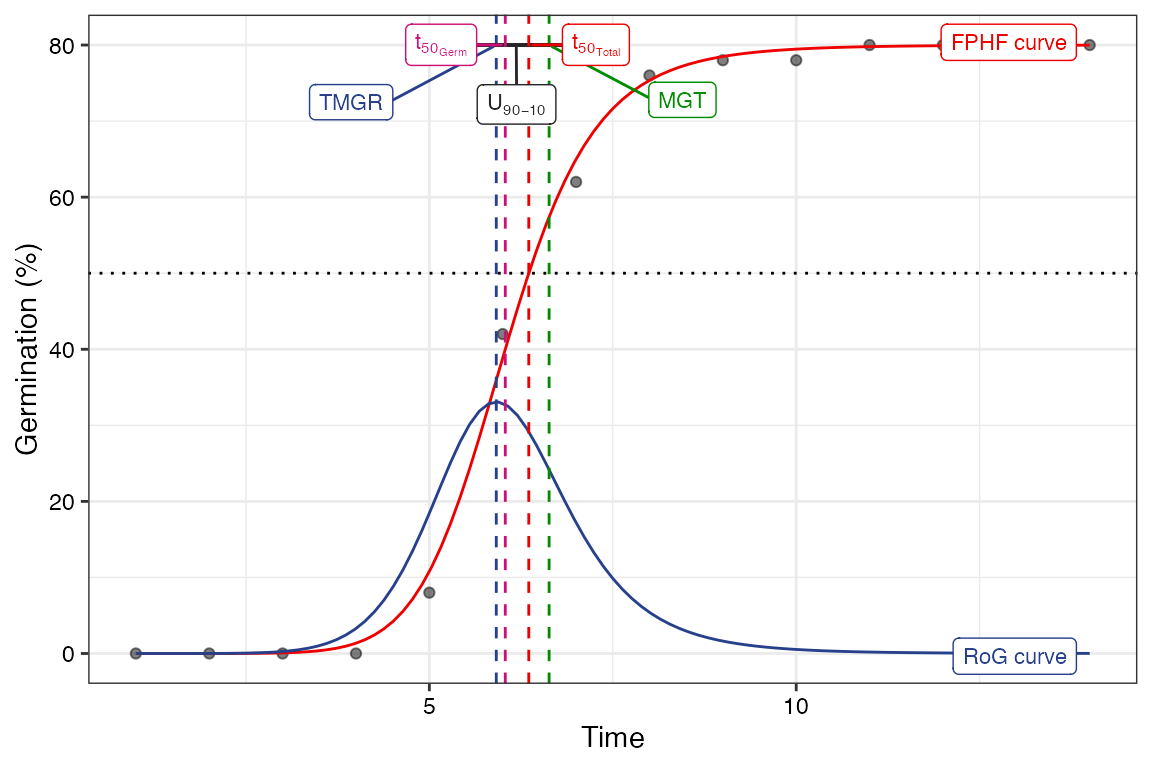 80
60
40
20
0
Germination (%)
t50Germ
t50Total
FPHF curve
TMGR
U90−10
MGT
RoG curve
5
10
Time